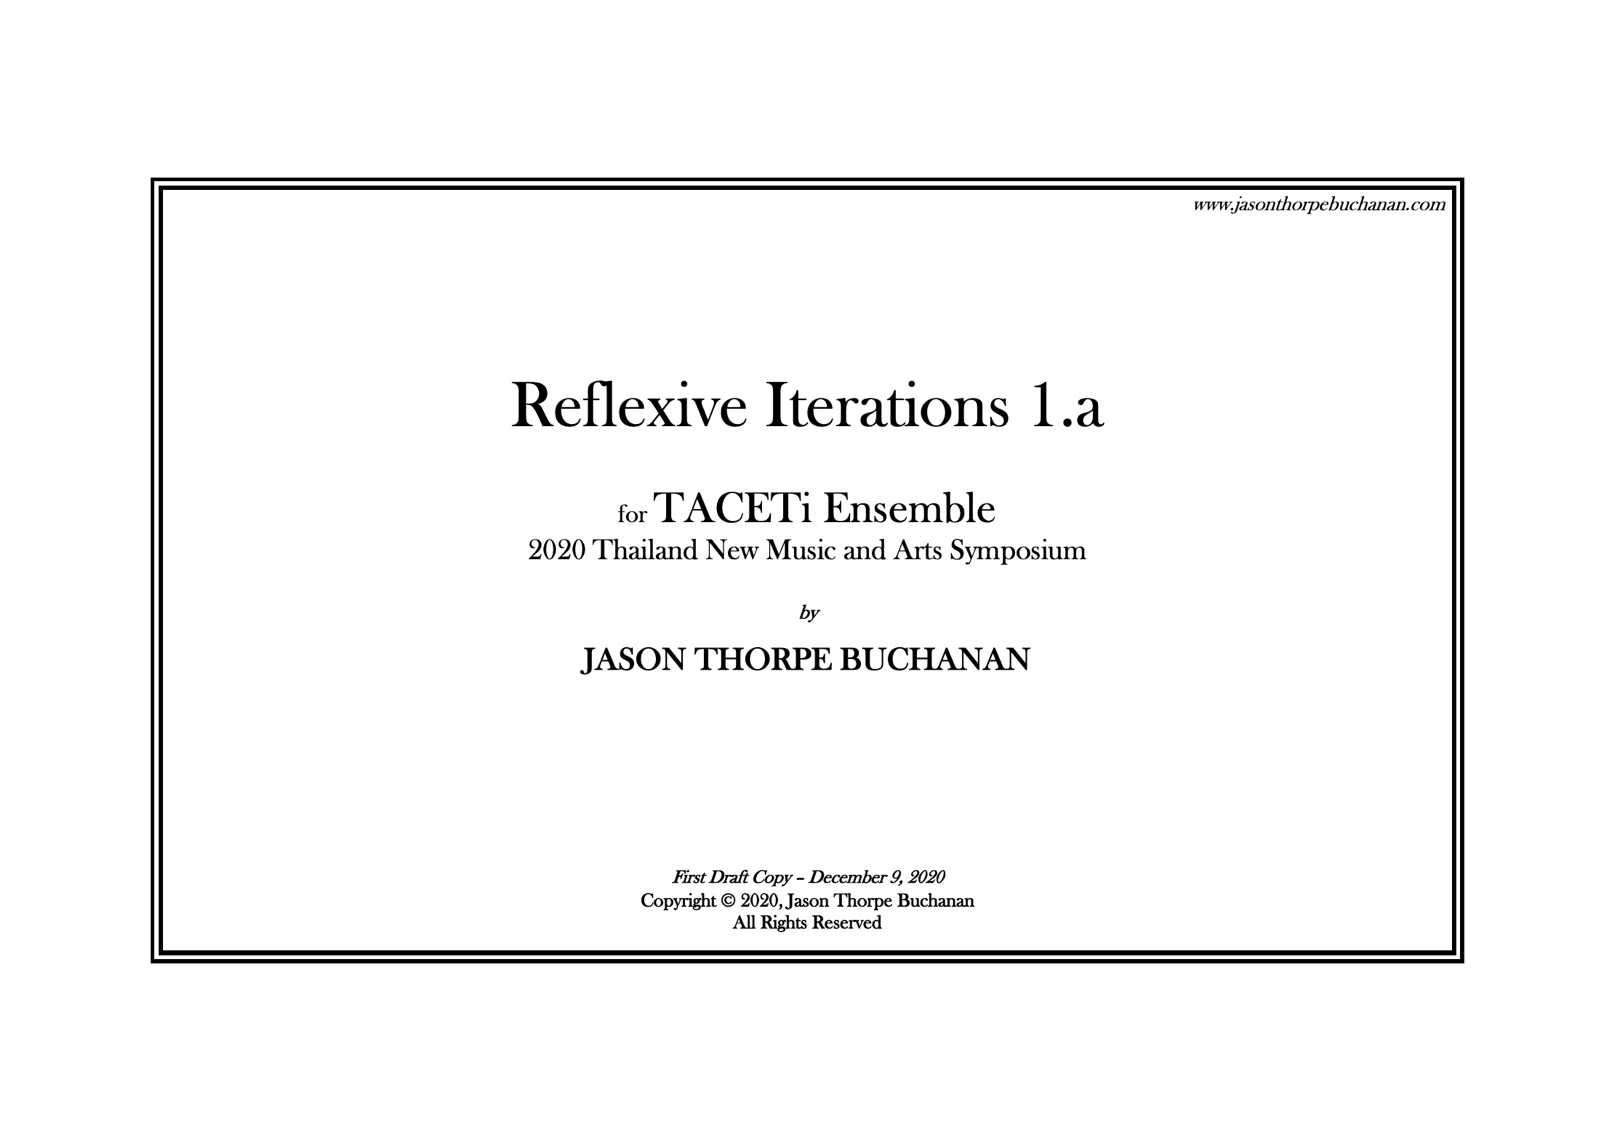 www.jasonthorpebuchanan.com
Reflexive Iterations 1.a
for TACETi Ensemble
2020 Thailand New Music and Arts Symposium
by
JASON THORPE BUCHANAN
First Draft Copy – December 9, 2020
Copyright © 2020, Jason Thorpe Buchanan
All Rights Reserved